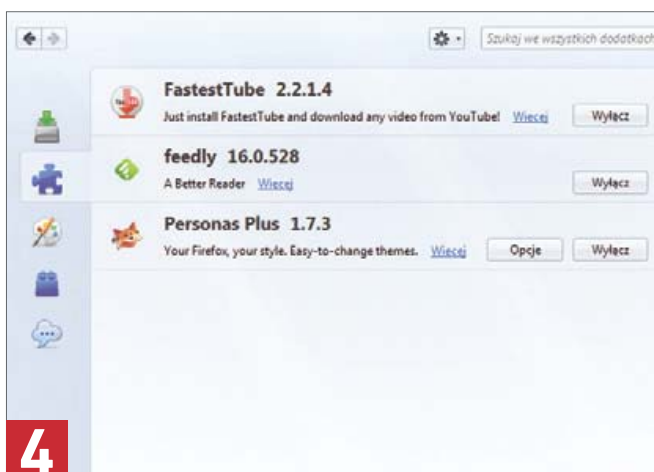 Szukaj we wszystkich dodatkach
FastestTube 2.2.1.4
Just install FastestTube and download any video from YouTube! Więcej Wyłącz
feedly 16.0.528
A Better Reader Więcej Wyłącz
Personas Plus 1.7.3
Your Firefox, your style. Easy-to-change themes. Więcej Opcje Wyłącz
4